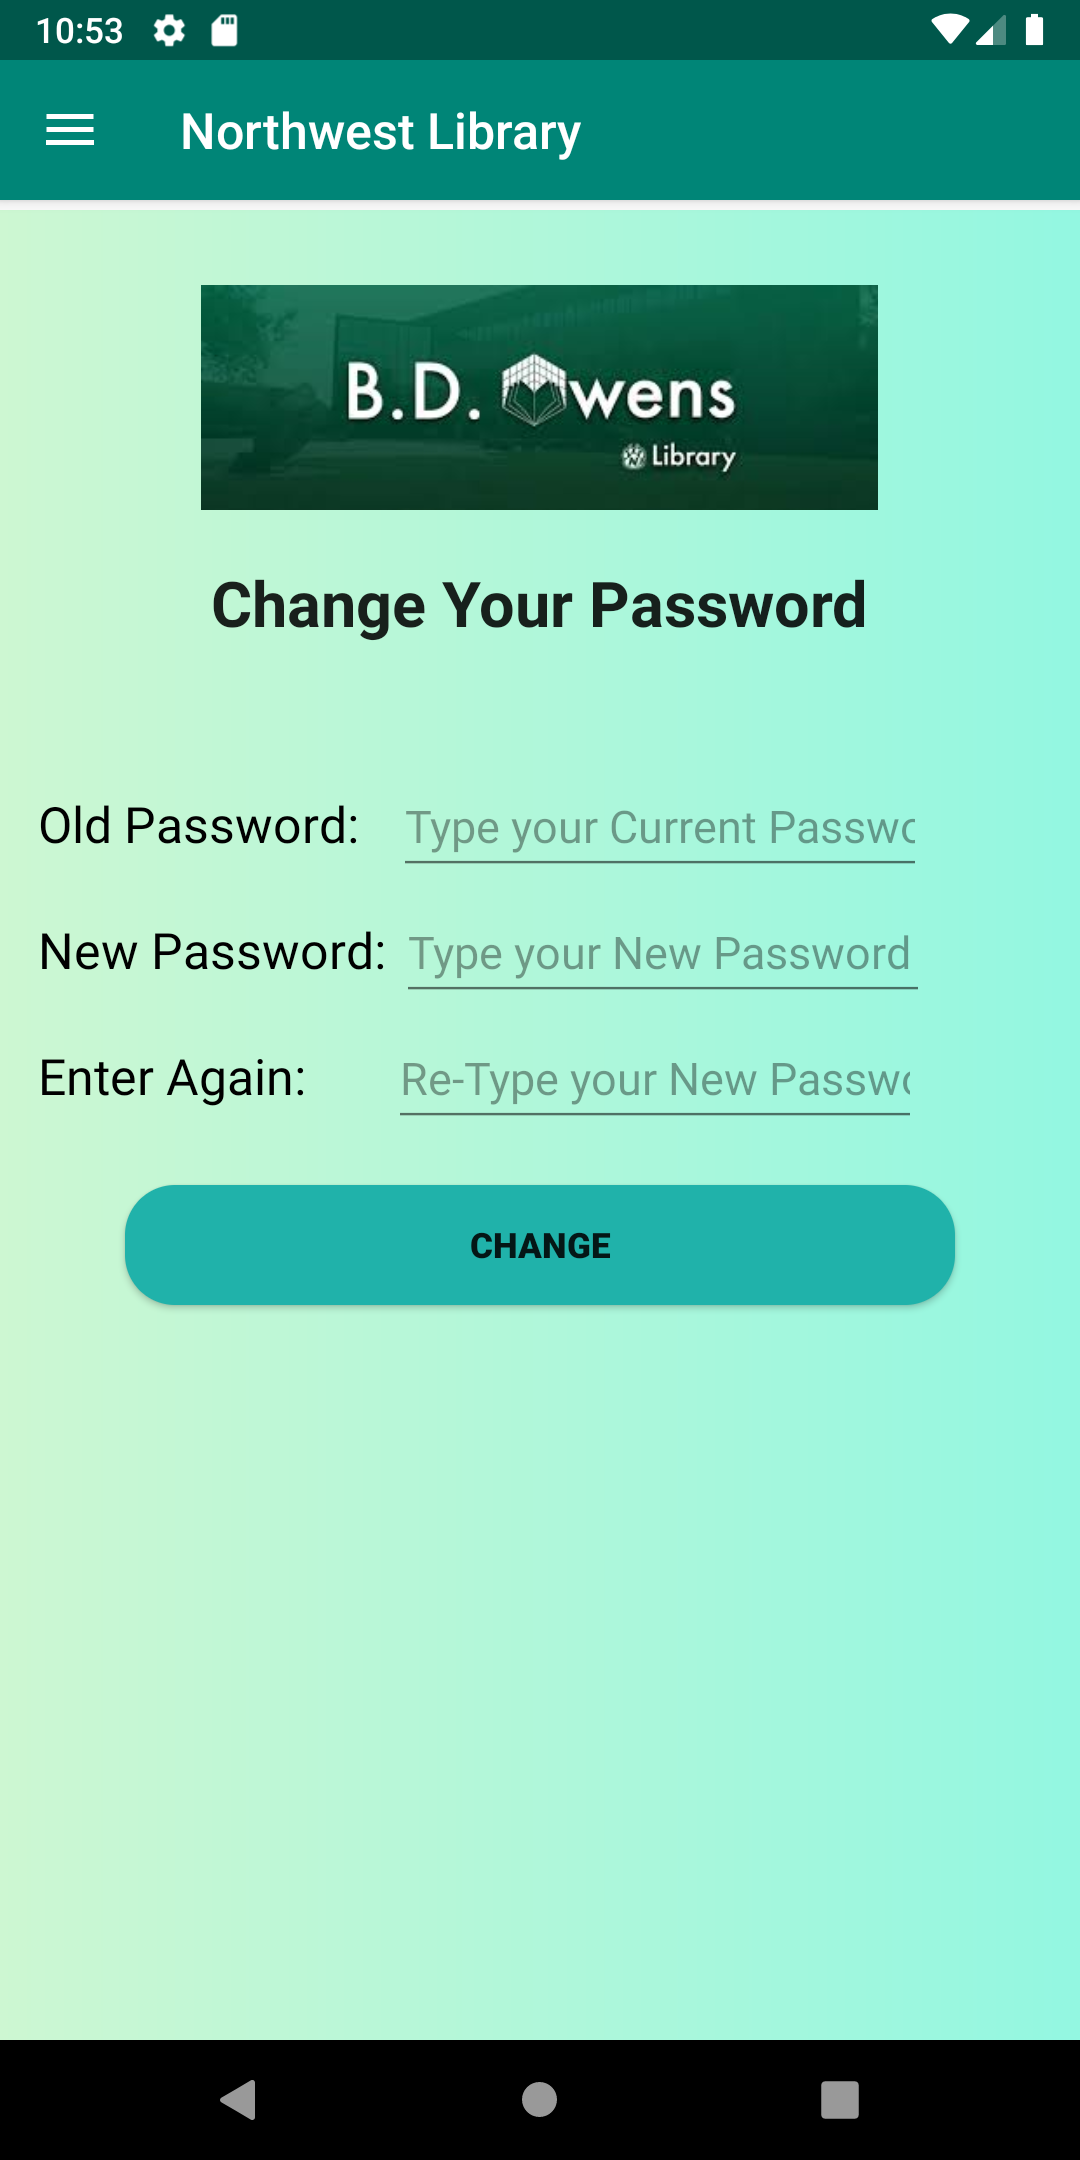 10:53
Northwest Library
B.D. Owens
Library
Change Your Password
Old Password: Type your Current Passwo
New Password: Type your New Password
Enter Again: Re-Type your New Passwo
CHANGE